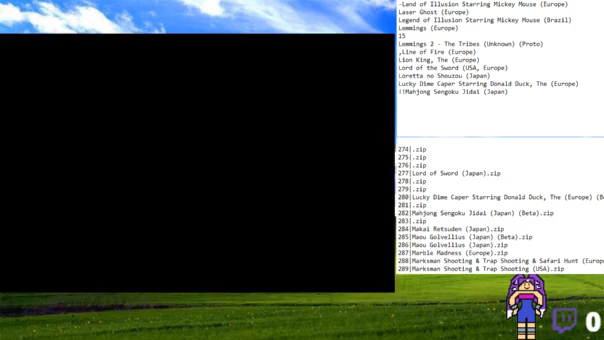 -Land of Illusion Starring Mickey Mouse (Europe)
Laser Ghost (Europe)
Legend of Illusion Starring Mickey Mouse (Brazil)
Lemmings (Europe)
15
Lemmings 2 - The Tribes (Unknown) (Proto)
,Line of Fire (Europe)
Lion King, The (Europe)
Lord of the Sword (USA, Europe)
Loretta no Shouzou (Japan)
Lucky Dime Caper Starring Donald Duck, The (Europe)
!!Mahjong Sengoku Jidai (Japan)
274|.zip
275|.zip
276|.zip
277|Lord of Sword (Japan).zip
278|.zip
279|.zip
280|Lucky Dime Caper Starring Donald Duck, The (Europe) (B
281|.zip
282|Mahjong Sengoku Jidai (Japan) (Beta).zip
283|.zip
284|Makai Retsuden (Japan).zip
285|Maou Golvellius (Japan) (Beta).zip
286|Maou Golvellius (Japan).zip
287|Marble Madness (Europe).zip
288|Marksman Shooting & Trap Shooting & Safari Hunt (Europ
289|Marksman Shooting & Trap Shooting (USA).zip
0